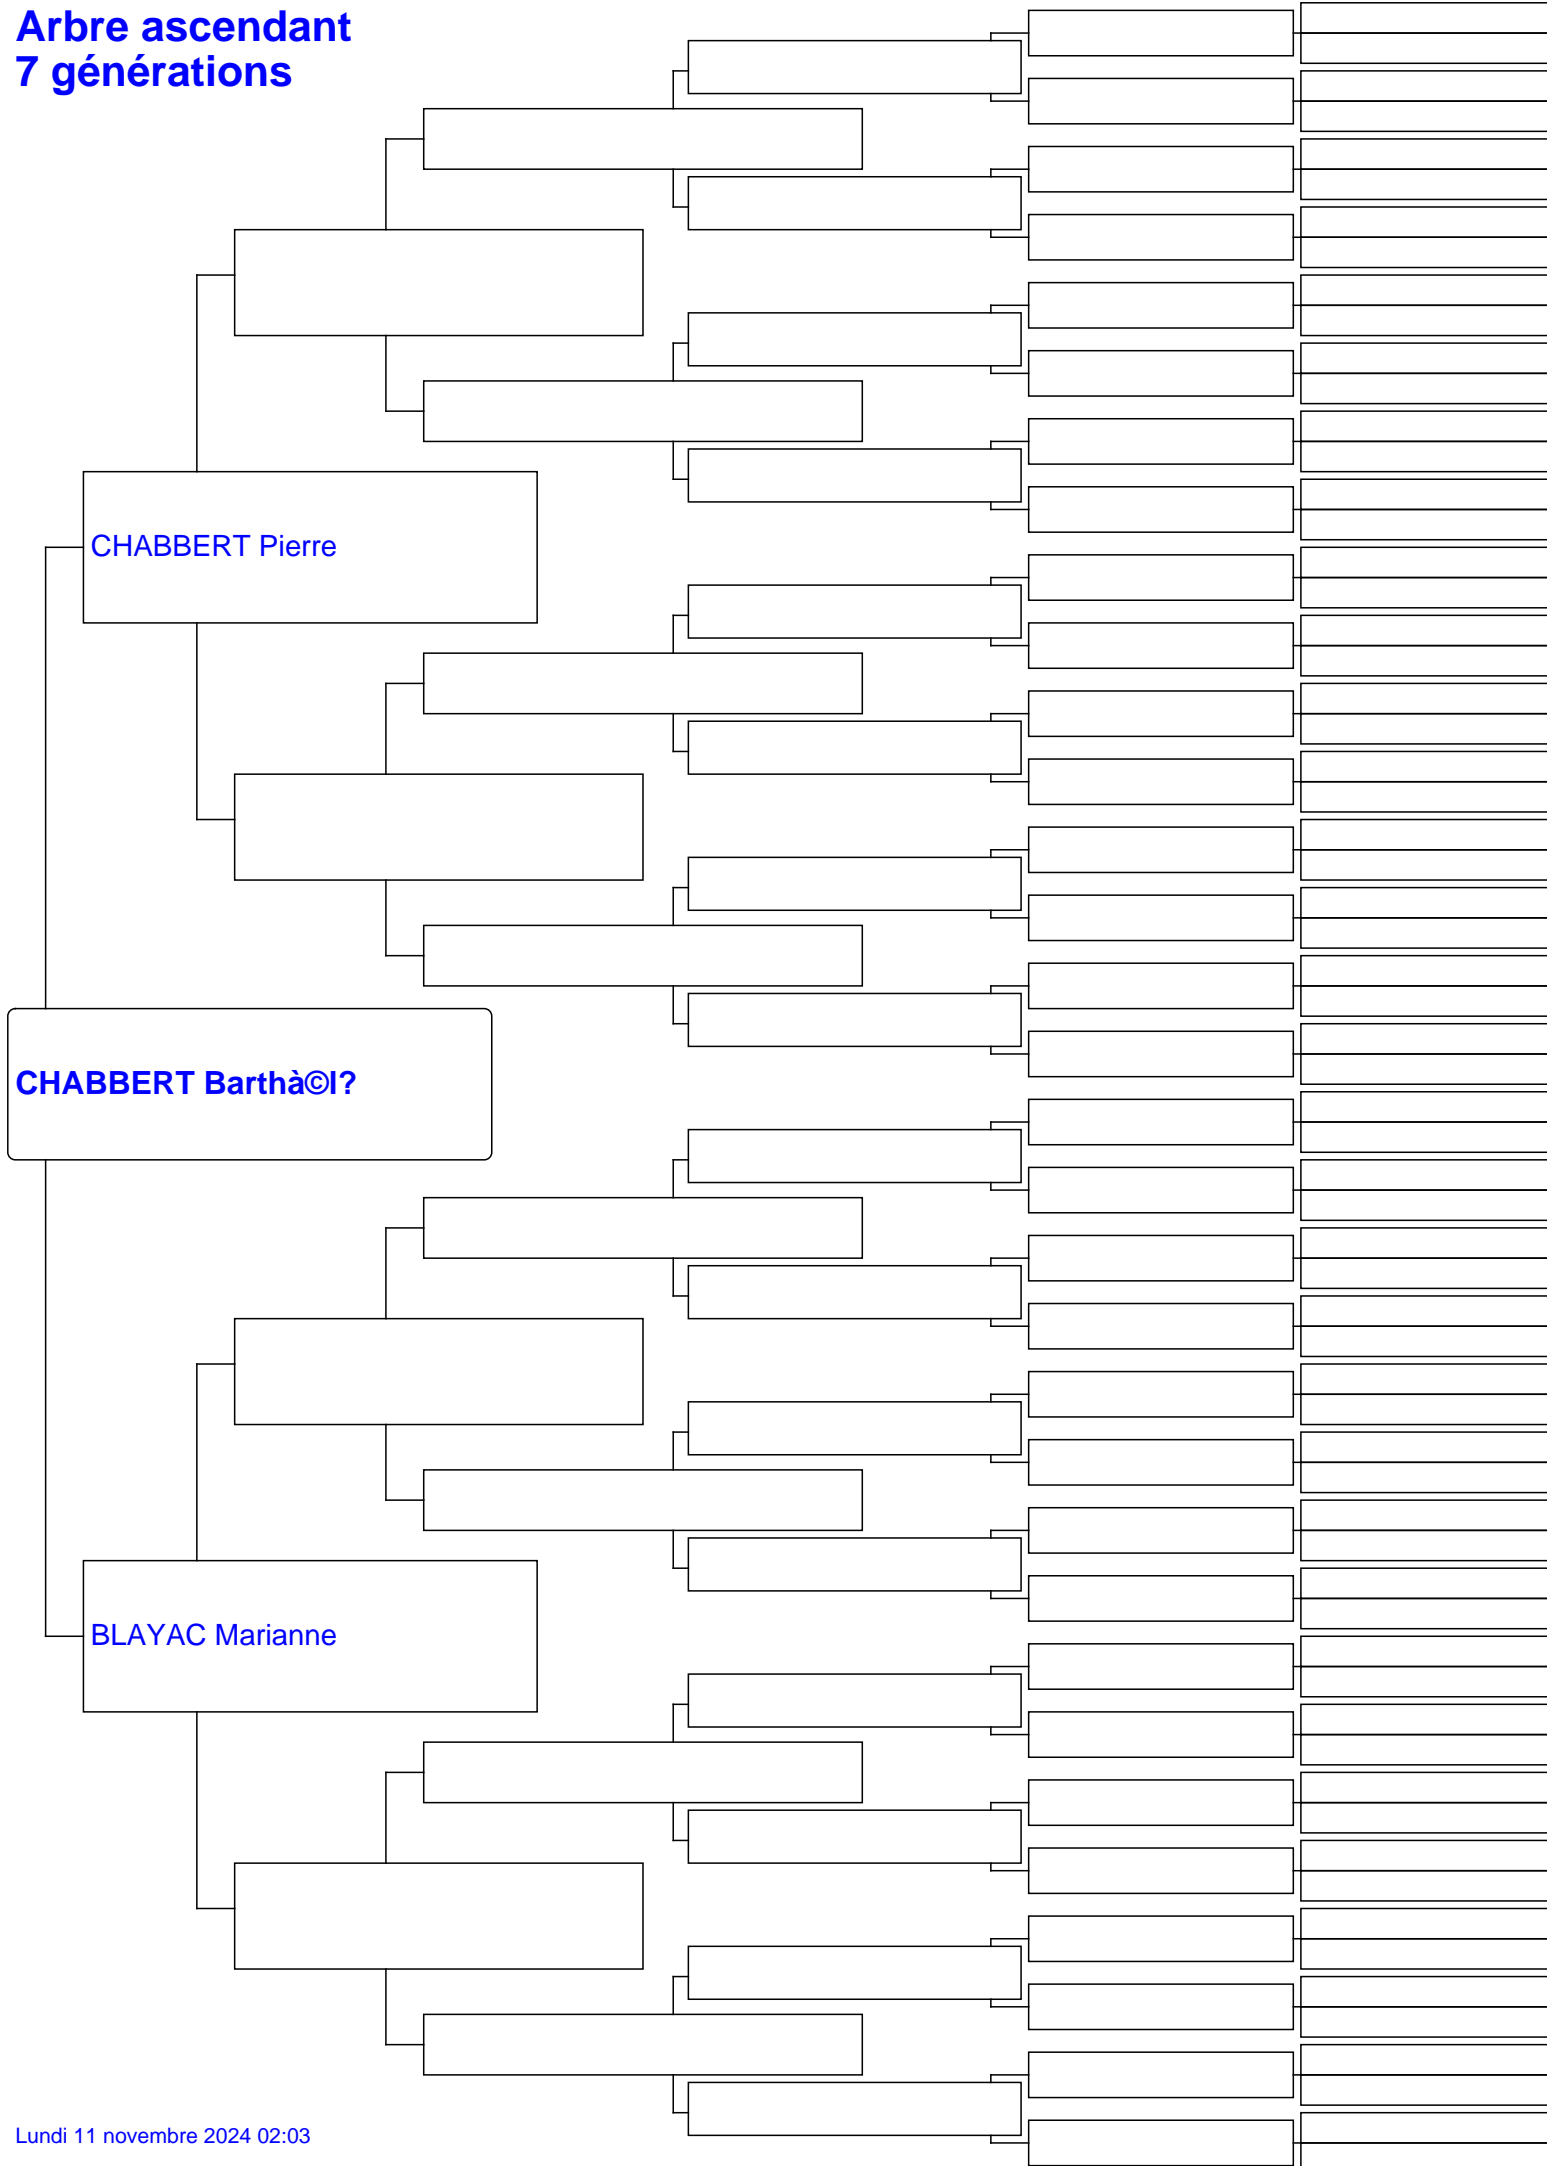 Arbre ascendant
7 générations
CHABBERT Pierre
CHABBERT Barthà©l?
BLAYAC Marianne
Lundi 11 novembre 2024 02:03